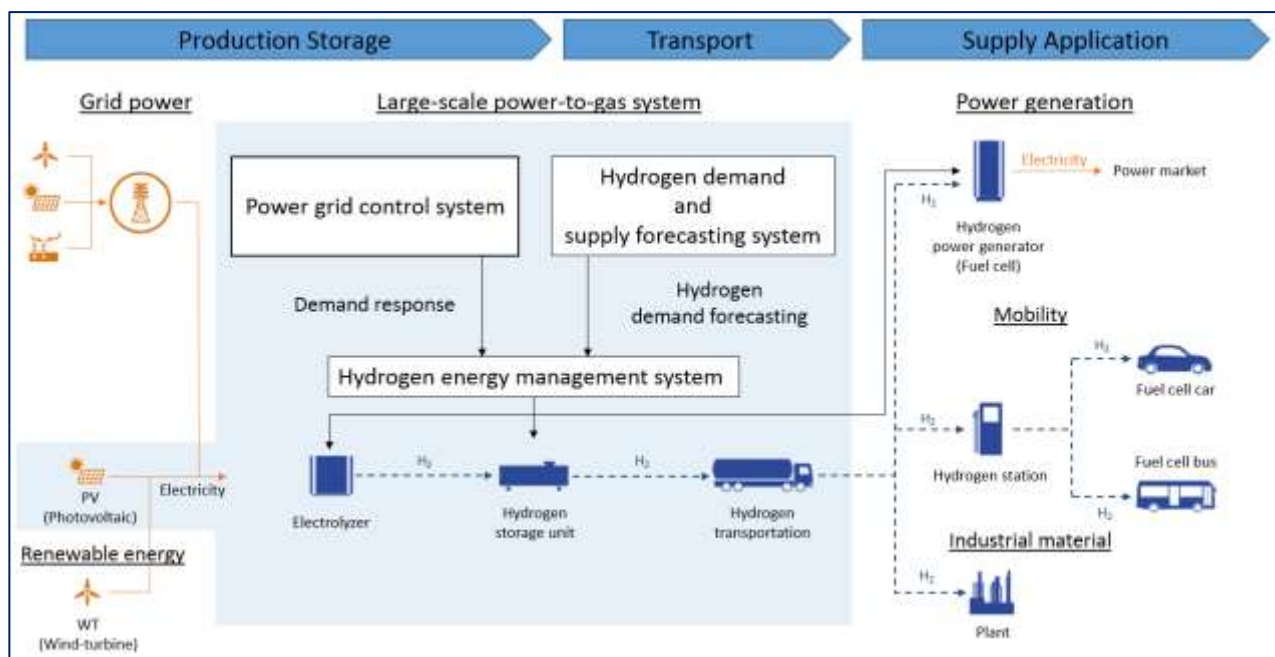 Production Storage
Transport
Supply Application
Grid power
Large-scale power-to-gas system
Power generation
Power grid control system
Hydrogen demand
and
supply forecasting system
Electricity
Power market
H2
Hydrogen
power generator
(Fuel cell)
Demand response
Hydrogen
demand forecasting
Mobility
H2
Fuel cell car
Hydrogen energy management system
H2
Hydrogen station
Fuel cell bus
H2
PV
(Photovoltaic)
Electricity
H2
H2
Electrolyzer
Hydrogen
storage unit
Hydrogen
transportation
Renewable energy
WT
(Wind-turbine)
Industrial material
H2
Plant